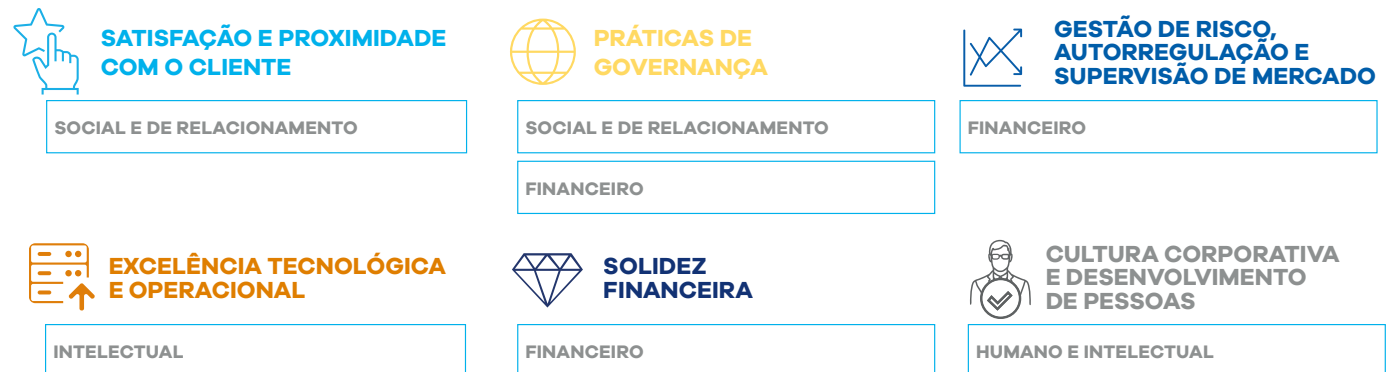 SATISFAÇÃO E PROXIMIDADE
COM O CLIENTE
SOCIAL E DE RELACIONAMENTO
PRÁTICAS DE
GOVERNANÇA
SOCIAL E DE RELACIONAMENTO
FINANCEIRO
GESTÃO DE RISCO,
AUTORREGULAÇÃO E
SUPERVISÃO DE MERCADO
FINANCEIRO
EXCELÊNCIA TECNOLÓGICA
E OPERACIONAL
INTELECTUAL
SOLIDEZ
FINANCEIRA
FINANCEIRO
CULTURA CORPORATIVA
E DESENVOLVIMENTO
DE PESSOAS
HUMANO E INTELECTUAL